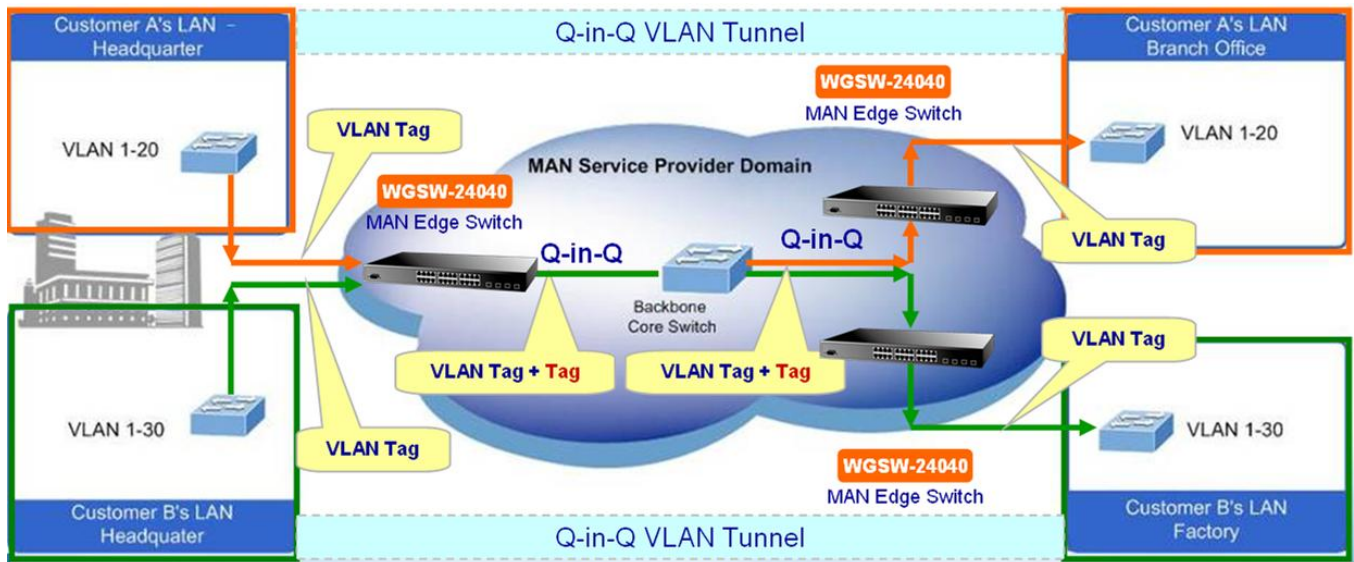 Customer A's LAN –
Headquarter
Q-in-Q VLAN Tunnel
Customer A's LAN
Branch Office
WGSW-24040
MAN Edge Switch
VLAN Tag
VLAN 1-20
VLAN 1-20
MAN Service Provider Domain
WGSW-24040
MAN Edge Switch
VLAN Tag
Q-in-Q
Q-in-Q
Backbone
Core Switch
VLAN Tag
VLAN Tag + Tag
VLAN Tag + Tag
VLAN 1-30
VLAN Tag
VLAN 1-30
WGSW-24040
MAN Edge Switch
Customer B's LAN
Headquater
Q-in-Q VLAN Tunnel
Customer B's LAN
Factory